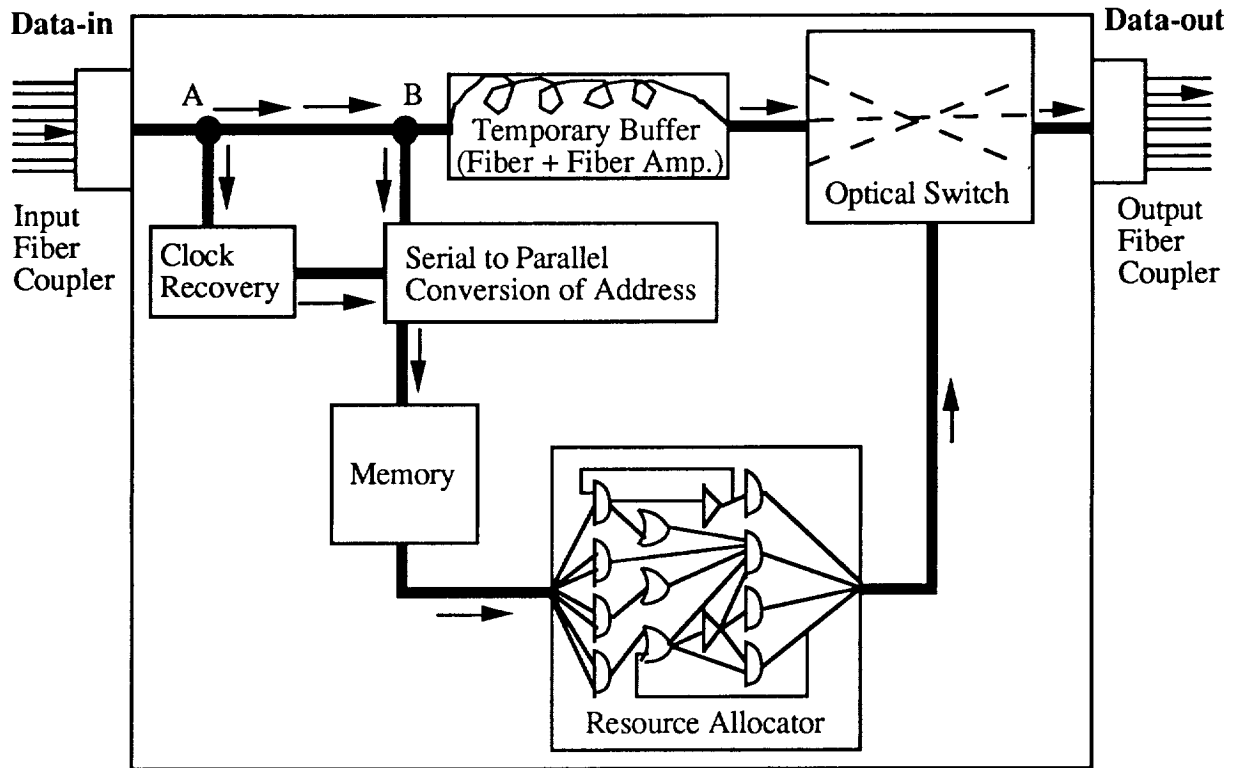 Data-in
Data-out
A
B
Temporary Buffer
(Fiber + Fiber Amp.)
Optical Switch
Input
Fiber
Coupler
Output
Fiber
Coupler
Clock
Recovery
Serial to Parallel
Conversion of Address
Memory
Resource Allocator